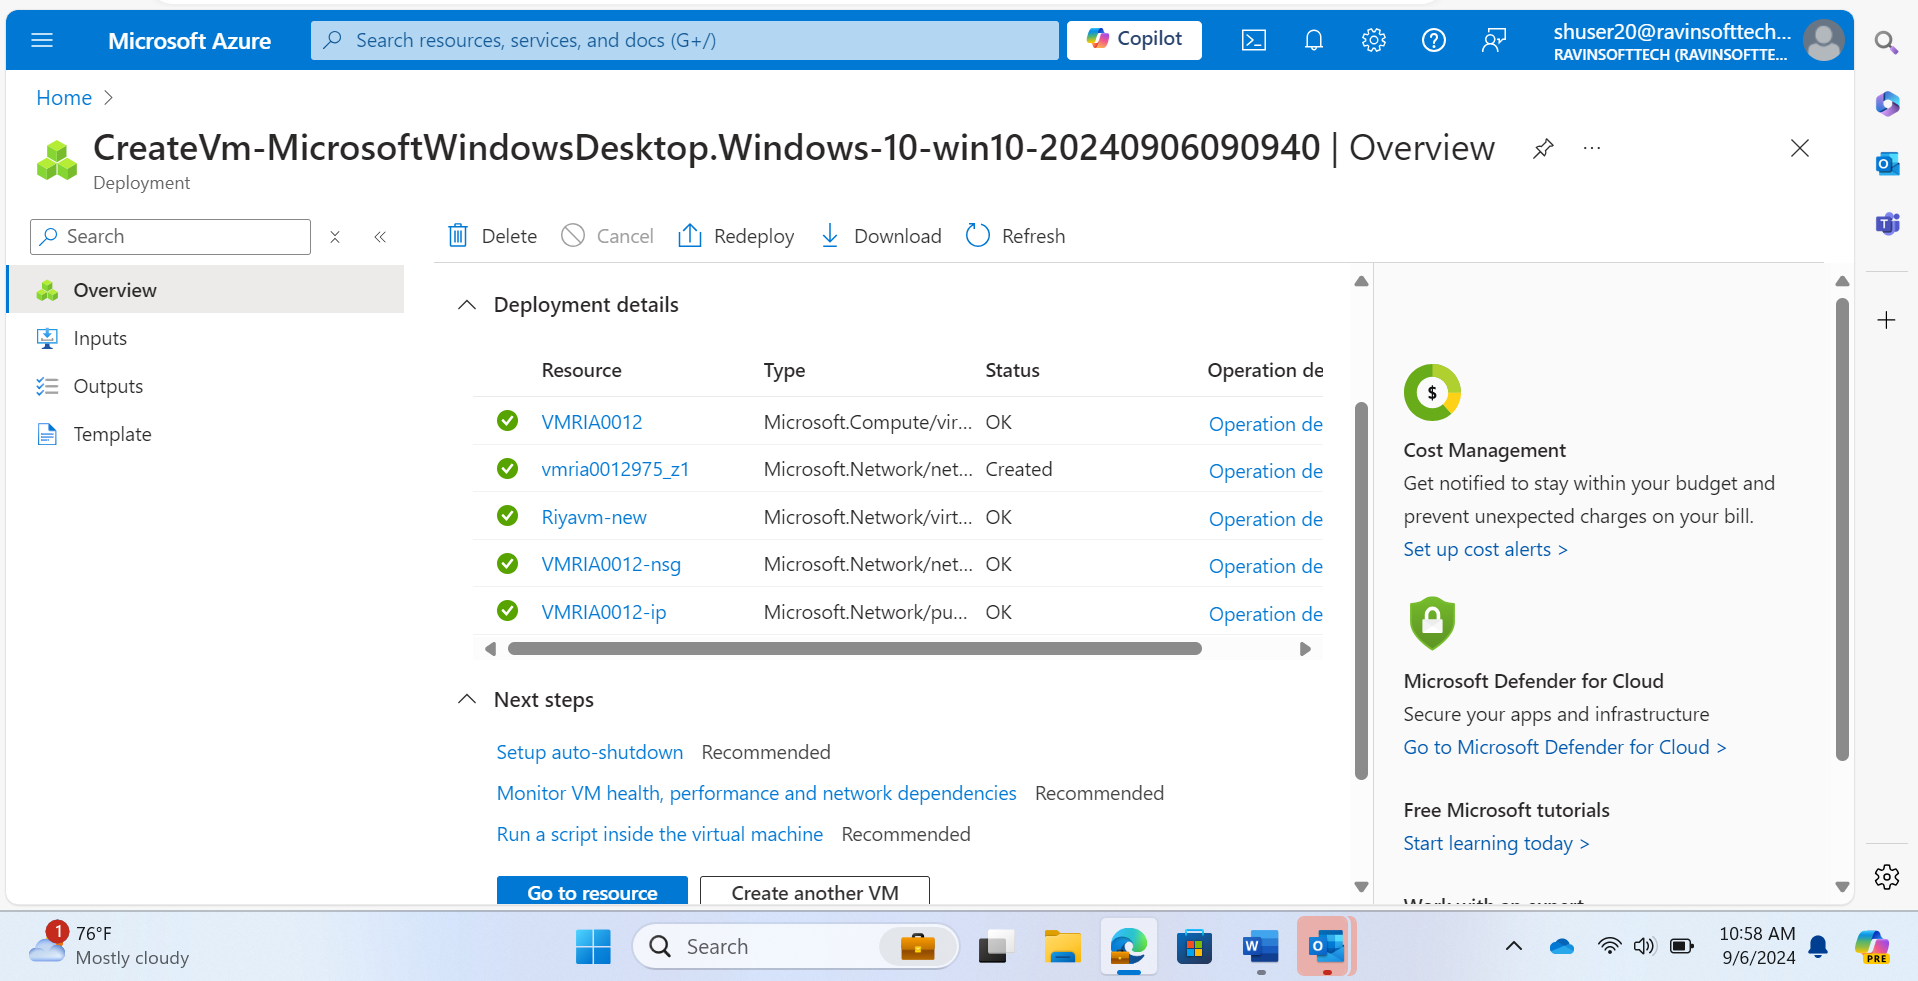 Microsoft Azure
Search resources, services, and docs (G+/)
Copilot
shuser20@ravinsofttech...
RAVINSOFTTECH (RAVINSOFTTE...
Home
CreateVm-MicrosoftWindowsDesktop.Windows-10-win10-20240906090940 | Overview
Deployment
Search
Delete
Cancel
Redeploy
Download
Refresh
Overview
Inputs
Outputs
Template
Deployment details
Resource Type Status Operation de
VMRIA0012 Microsoft.Compute/vir... OK Operation de
vmria0012975_z1 Microsoft.Network/net... Created Operation de
Riyavm-new Microsoft.Network/virt... OK Operation de
VMRIA0012-nsg Microsoft.Network/net... OK Operation de
VMRIA0012-ip Microsoft.Network/pu... OK Operation de
Next steps
Setup auto-shutdown Recommended
Monitor VM health, performance and network dependencies Recommended
Run a script inside the virtual machine Recommended
Go to resource
Create another VM
$
Cost Management
Get notified to stay within your budget and
prevent unexpected charges on your bill.
Set up cost alerts >
Microsoft Defender for Cloud
Secure your apps and infrastructure
Go to Microsoft Defender for Cloud >
Free Microsoft tutorials
Start learning today >
Work with an expert
1
76°F
Mostly cloudy
Search
10:58 AM
9/6/2024
PRE